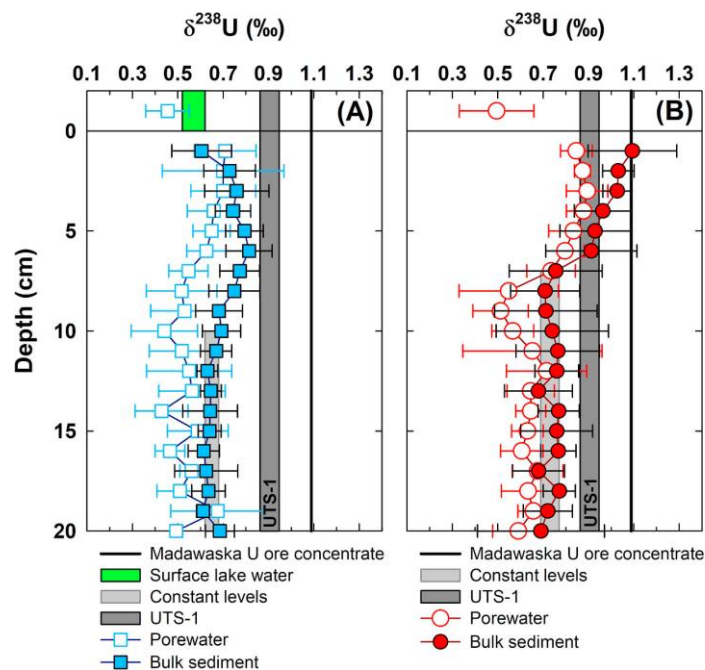 δ²³⁸U (‰) δ²³⁸U (‰)
0.1 0.3 0.5 0.7 0.9 1.1 1.3 0.1 0.3 0.5 0.7 0.9 1.1 1.3
(A) (B)
0
5
10
15
20
Depth (cm)
UTS-1 UTS-1
Madawaska U ore concentrate
Surface lake water
Constant levels
UTS-1
Porewater
Bulk sediment
Madawaska U ore concentrate
Constant levels
UTS-1
Porewater
Bulk sediment